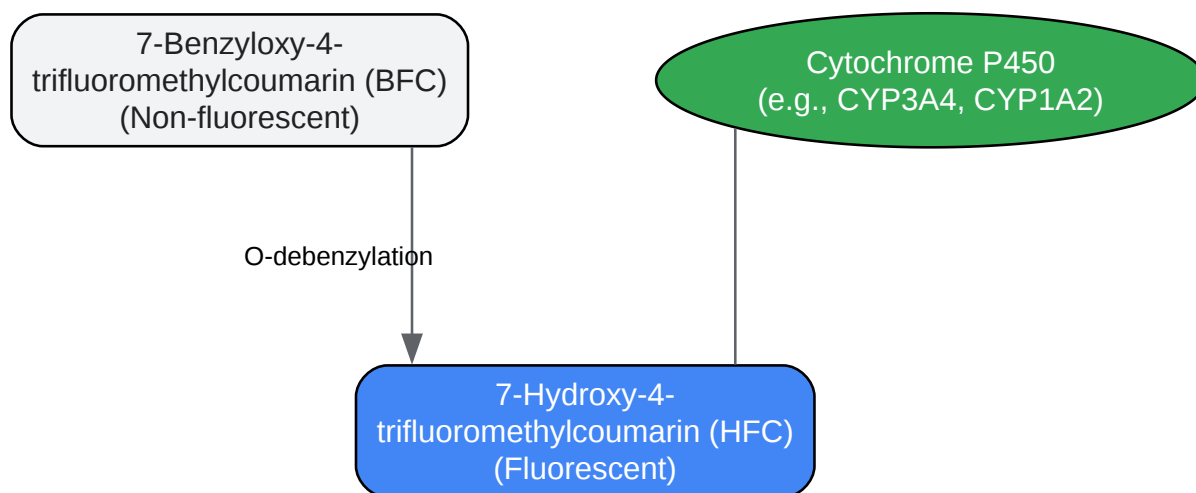 7-Benzyloxy-4-
trifluoromethylcoumarin (BFC)
(Non-fluorescent)
Cytochrome P450
(e.g., CYP3A4, CYP1A2)
O-debenzylation
7-Hydroxy-4-
trifluoromethylcoumarin (HFC)
(Fluorescent)